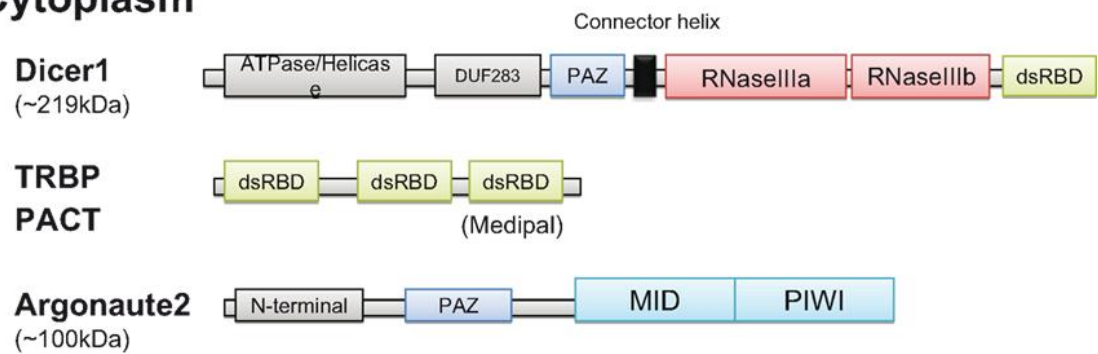 Cytoplasm
Connector helix
Dicer1
(~219kDa)
ATPase/Helicas
e
DUF283
PAZ
RNaseIIIa
RNaseIIIb
dsRBD
TRBP
PACT
dsRBD
dsRBD
dsRBD
(Medipal)
Argonaute2
(~100kDa)
N-terminal
PAZ
MID
PIWI